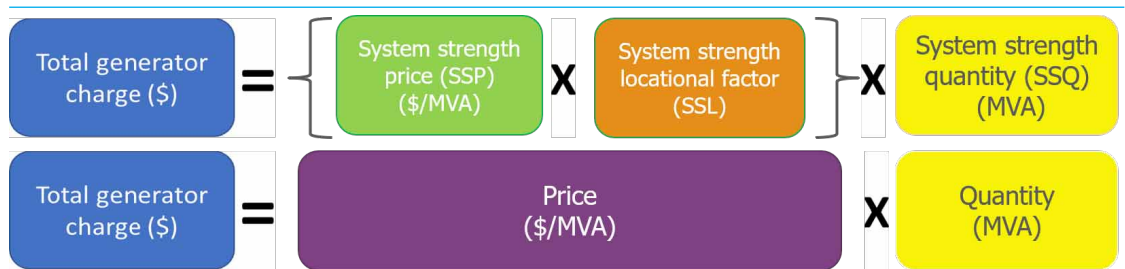 Total generator
charge ($)
=
System strength
price (SSP)
($/MVA)
X
System strength
locational factor
(SSL)
X
System strength
quantity (SSQ)
(MVA)
Total generator
charge ($)
=
Price
($/MVA)
X
Quantity
(MVA)